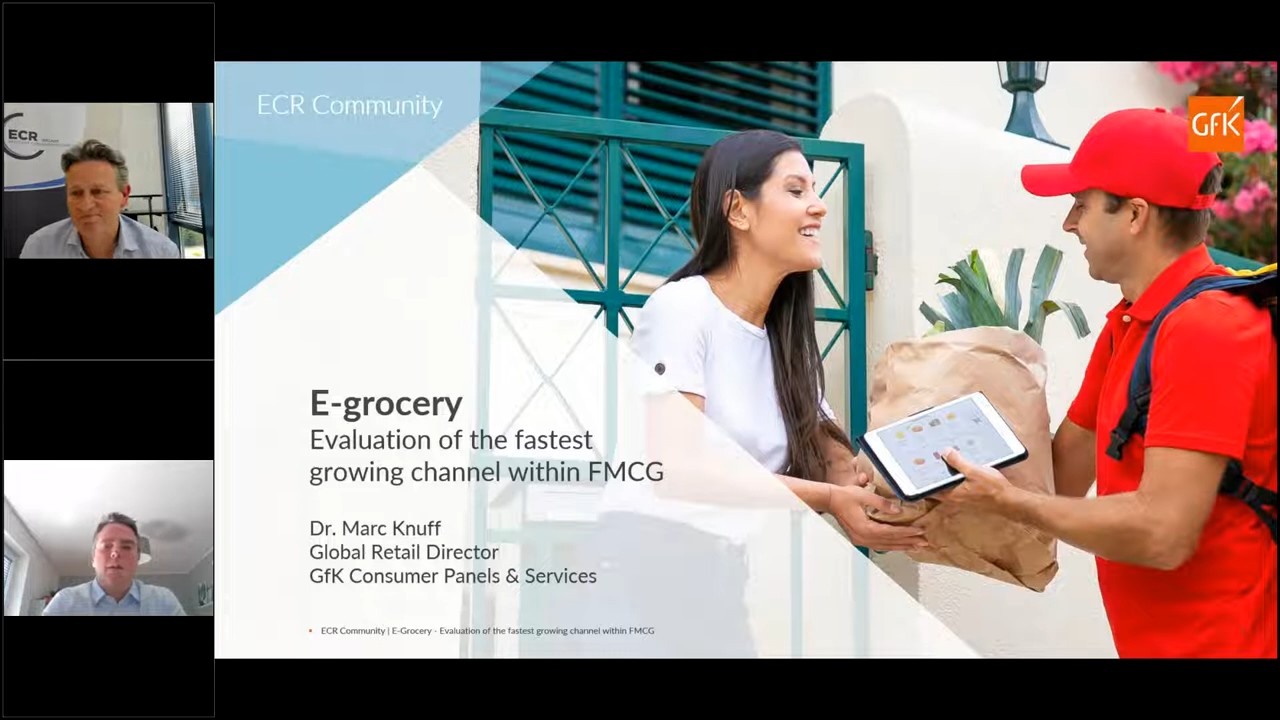 ECR
ECR Community
GfK
E-grocery
Evaluation of the fastest
growing channel within FMCG
Dr. Marc Knuff
Global Retail Director
GfK Consumer Panels & Services
• ECR Community | E-Grocery - Evaluation of the fastest growing channel within FMCG